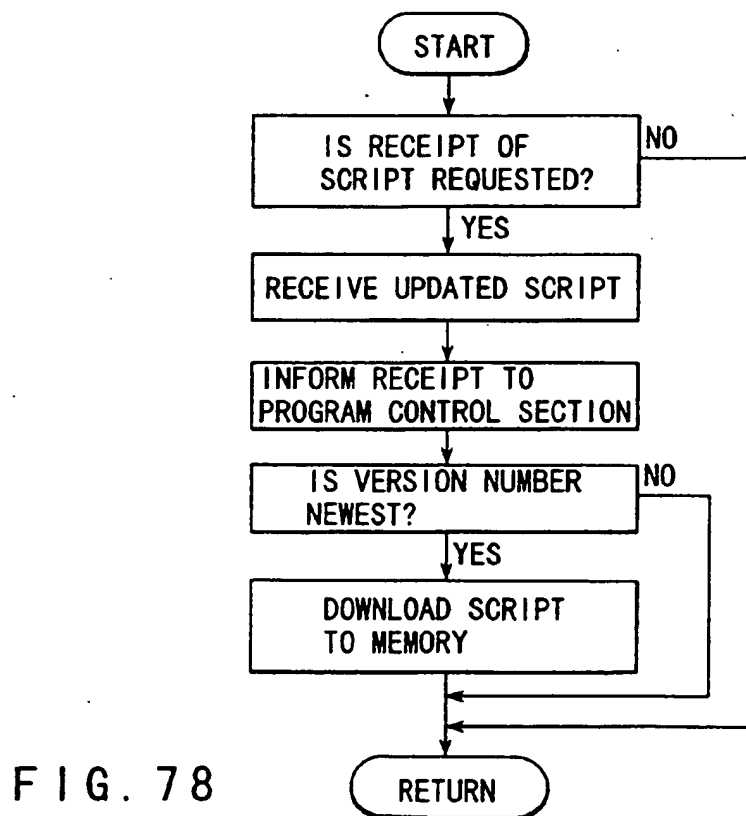 START
IS RECEIPT OF
SCRIPT REQUESTED?
NO
YES
RECEIVE UPDATED SCRIPT
INFORM RECEIPT TO
PROGRAM CONTROL SECTION
IS VERSION NUMBER
NEWEST?
NO
YES
DOWNLOAD SCRIPT
TO MEMORY
RETURN
FIG. 78